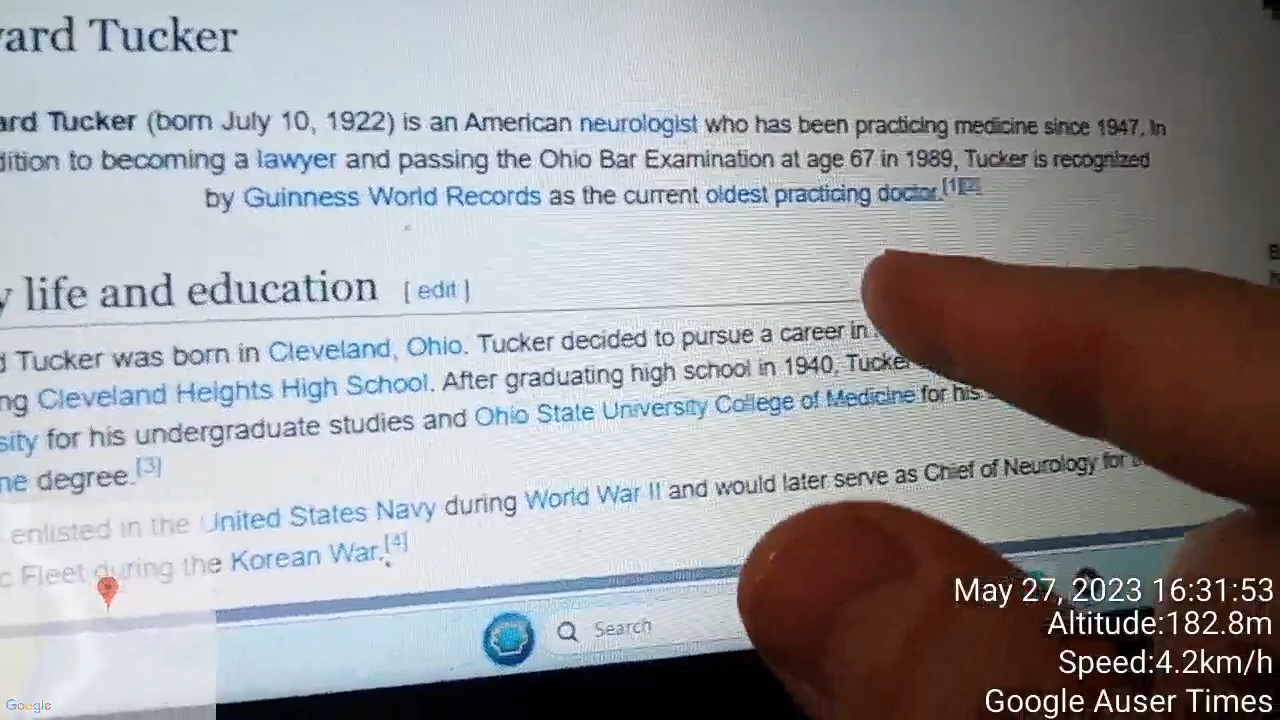 ard Tucker
ard Tucker (born July 10, 1922) is an American neurologist who has been practicing medicine since 1947. In
dition to becoming a lawyer and passing the Ohio Bar Examination at age 67 in 1989, Tucker is recognized
by Guinness World Records as the current oldest practicing doctor.[1][2]
y life and education [ edit ]
d Tucker was born in Cleveland, Ohio. Tucker decided to pursue a career in
ng Cleveland Heights High School. After graduating high school in 1940, Tucker
sity for his undergraduate studies and Ohio State University College of Medicine for his
ne degree.[3]
enlisted in the United States Navy during World War II and would later serve as Chief of Neurology for
c Fleet during the Korean War.[4]
Search
May 27, 2023 16:31:53
Altitude:182.8m
Speed:4.2km/h
Google Auser Times
Google